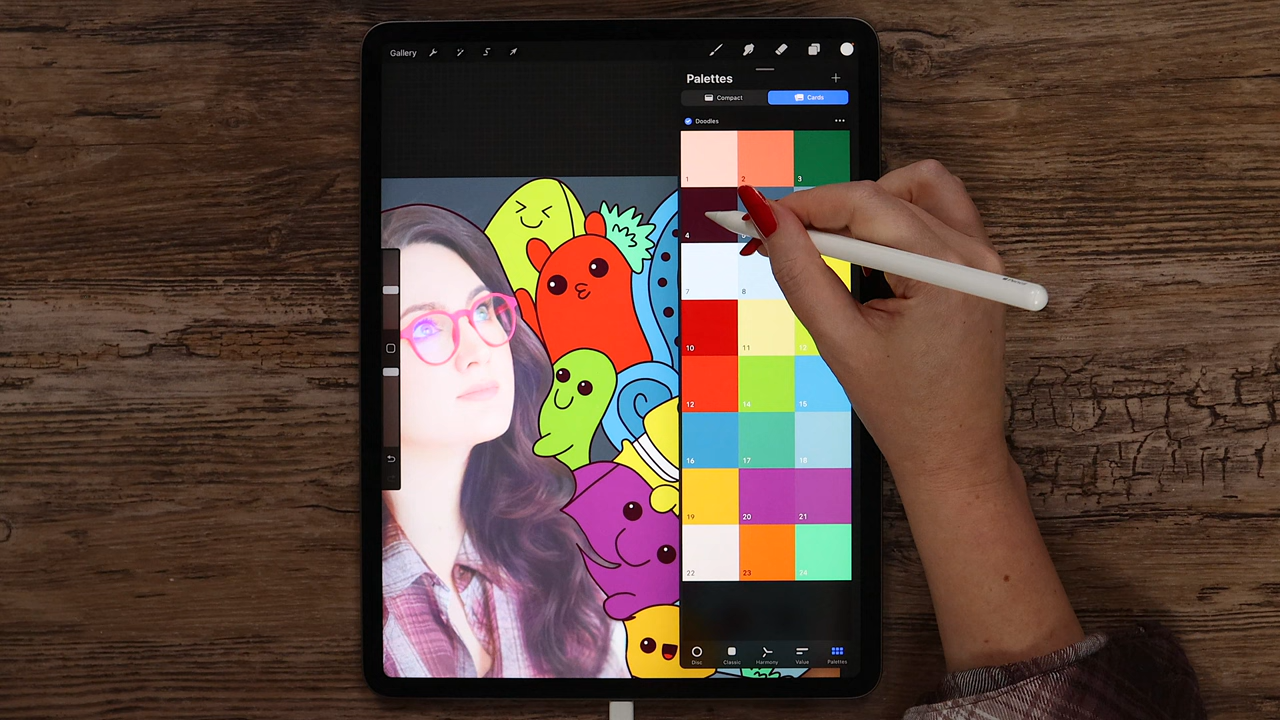 Gallery
Palettes
Compact
Cards
Doodles
1
2
3
4
7
8
10
11
12
12
14
15
16
17
18
19
20
21
22
23
24
Disc
Classic
Harmony
Value
Palettes